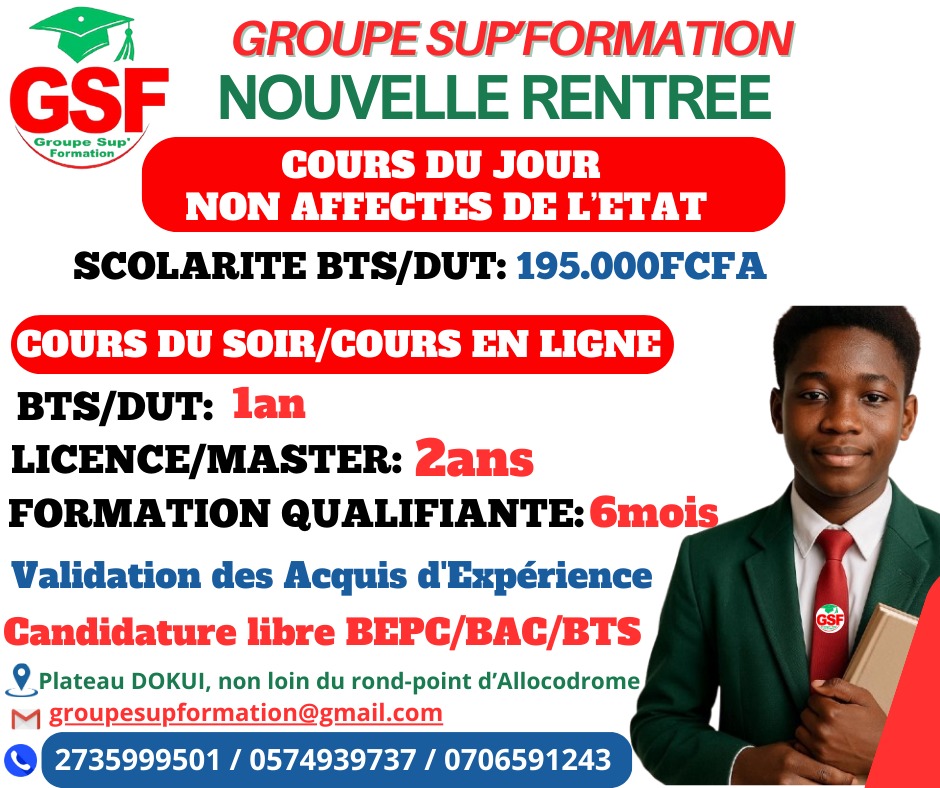 GSF
Groupe Sup'
Formation
GROUPE SUP'FORMATION
NOUVELLE RENTREE
COURS DU JOUR
NON AFFECTES DE L'ETAT
SCOLARITE BTS/DUT: 195.000FCFA
COURS DU SOIR/COURS EN LIGNE
BTS/DUT: 1an
LICENCE/MASTER: 2ans
FORMATION QUALIFIANTE: 6mois
Validation des Acquis d'Expérience
Candidature libre BEPC/BAC/BTS
Plateau DOKUI, non loin du rond-point d'Allocodrome
groupesupformation@gmail.com
2735999501 / 0574939737 / 0706591243
GSF